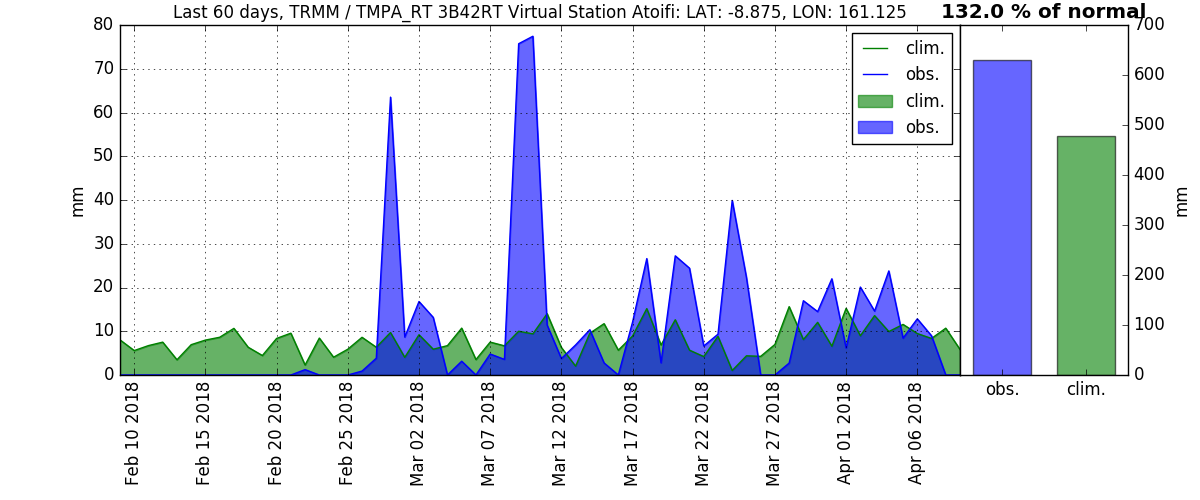 Last 60 days, TRMM / TMPA_RT 3B42RT Virtual Station Atoifi: LAT: -8.875, LON: 161.125
132.0 % of normal
80
70
60
50
40
30
20
10
0
mm
clim.
obs.
clim.
obs.
700
600
500
400
300
200
100
0
mm
obs.
clim.
Feb 10 2018
Feb 15 2018
Feb 20 2018
Feb 25 2018
Mar 02 2018
Mar 07 2018
Mar 12 2018
Mar 17 2018
Mar 22 2018
Mar 27 2018
Apr 01 2018
Apr 06 2018